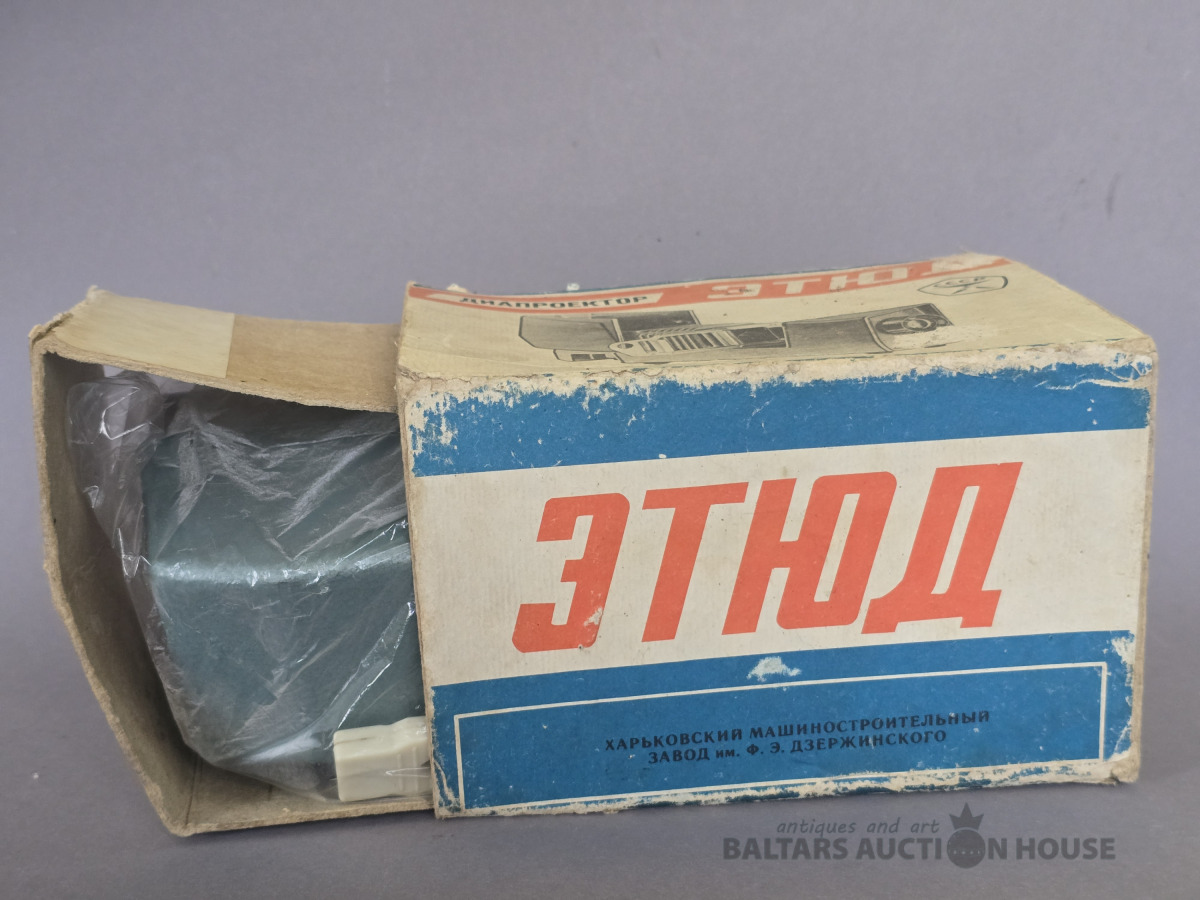 ДИАПРОЕКТОР ЭТЮД
ЭТЮД
ХАРЬКОВСКИЙ МАШИНОСТРОИТЕЛЬНЫЙ
ЗАВОД им. Ф. Э. ДЗЕРЖИНСКОГО
antiques and art
BALTARS AUCTION HOUSE